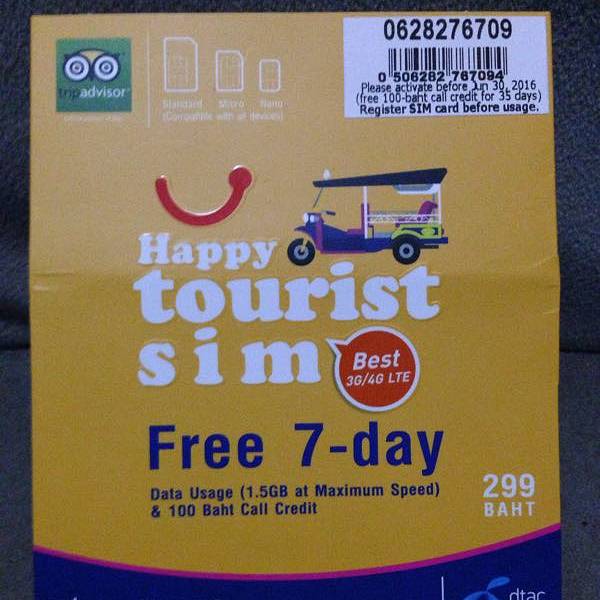 0628276709
0 506282 767094
Please activate before Jun 30, 2016
(free 100-baht call credit for 35 days)
Register SIM card before usage.
tripadvisor
Standard Micro Nano
(Compatible with all devices)
Happy
tourist
sim
Best
3G/4G LTE
Free 7-day
Data Usage (1.5GB at Maximum Speed)
& 100 Baht Call Credit
299
BAHT
dtac